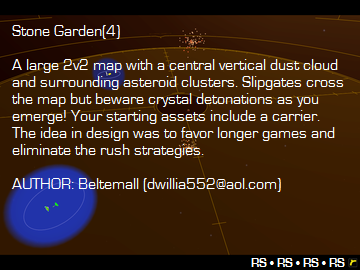 Stone Garden(4)
A large 2v2 map with a central vertical dust cloud
and surrounding asteroid clusters. Slipgates cross
the map but beware crystal detonations as you
emerge! Your starting assets include a carrier.
The idea in design was to favor longer games and
eliminate the rush strategies.
AUTHOR: Beltemall (dwillia552@aol.com)
RS • RS • RS • RS r